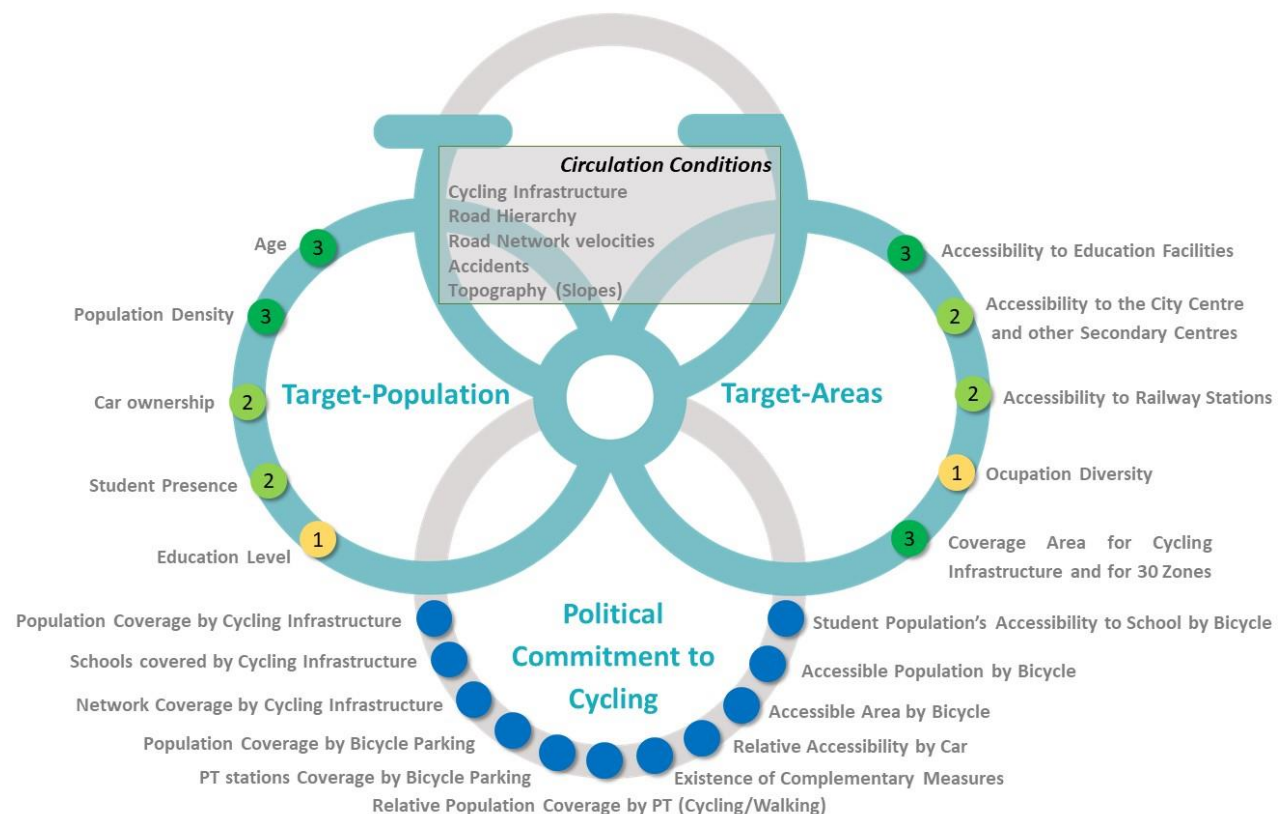 Circulation Conditions
Cycling Infrastructure
Road Hierarchy
Road Network velocities
Accidents
Topography (Slopes)
Age
3
Population Density
3
Car ownership
2
Student Presence
2
Education Level
1
Target-Population
Target-Areas
3
Accessibility to Education Facilities
2
Accessibility to the City Centre
and other Secondary Centres
2
Accessibility to Railway Stations
1
Ocupation Diversity
3
Coverage Area for Cycling
Infrastructure and for 30 Zones
Political
Commitment to
Cycling
Population Coverage by Cycling Infrastructure
Schools covered by Cycling Infrastructure
Network Coverage by Cycling Infrastructure
Population Coverage by Bicycle Parking
PT stations Coverage by Bicycle Parking
Relative Population Coverage by PT (Cycling/Walking)
Student Population's Accessibility to School by Bicycle
Accessible Population by Bicycle
Accessible Area by Bicycle
Relative Accessibility by Car
Existence of Complementary Measures